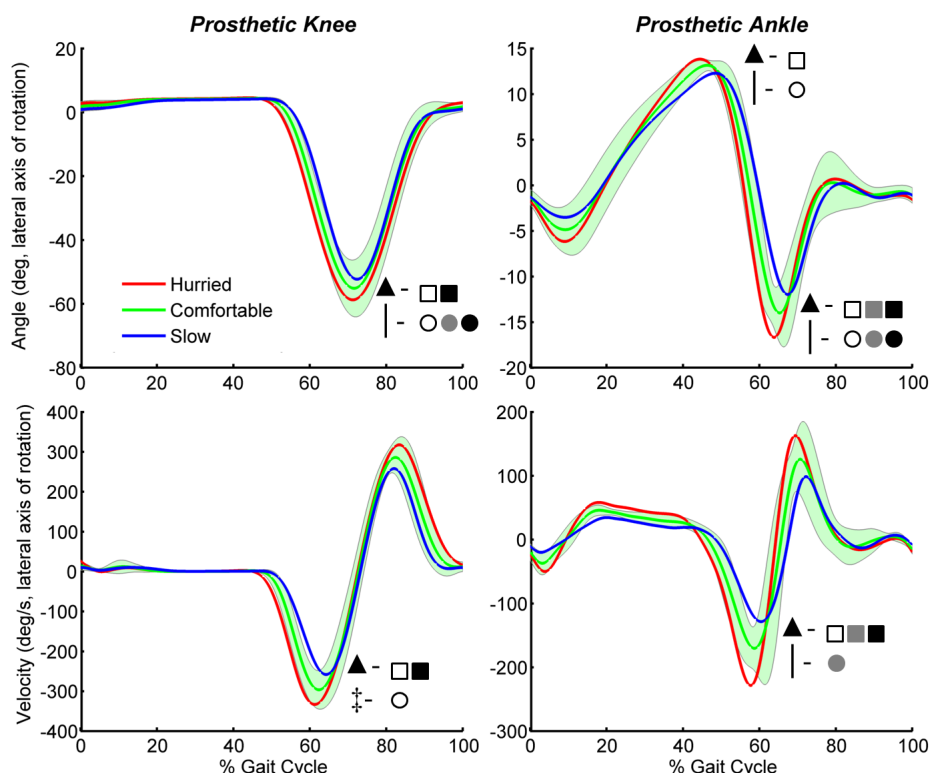 Prosthetic Knee
Prosthetic Ankle
Angle (deg, lateral axis of rotation)
20
0
-20
-40
-60
-80
Hurried
Comfortable
Slow
▲ - □ ■
| - ○ ● ●
0 20 40 60 80 100
15
10
5
0
-5
-10
-15
-20
▲ - □
| - ○
▲ - □ ■ ■
| - ○ ● ●
0 20 40 60 80 100
Velocity (deg/s, lateral axis of rotation)
400
300
200
100
0
-100
-200
-300
-400
▲ - □ ■
‡ - ○
0 20 40 60 80 100
% Gait Cycle
200
100
0
-100
-200
-300
▲ - □ ■ ■
| - ●
0 20 40 60 80 100
% Gait Cycle